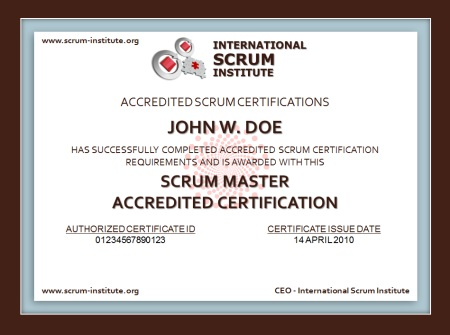 www.scrum-institute.org
INTERNATIONAL
SCRUM
INSTITUTE
ACCREDITED SCRUM CERTIFICATIONS
JOHN W. DOE
HAS SUCCESSFULLY COMPLETED ACCREDITED SCRUM CERTIFICATION
REQUIREMENTS AND IS AWARDED WITH THIS
SCRUM MASTER
ACCREDITED CERTIFICATION
AUTHORIZED CERTIFICATE ID CERTIFICATE ISSUE DATE
01234567890123 14 APRIL 2010
www.scrum-institute.org CEO - International Scrum Institute